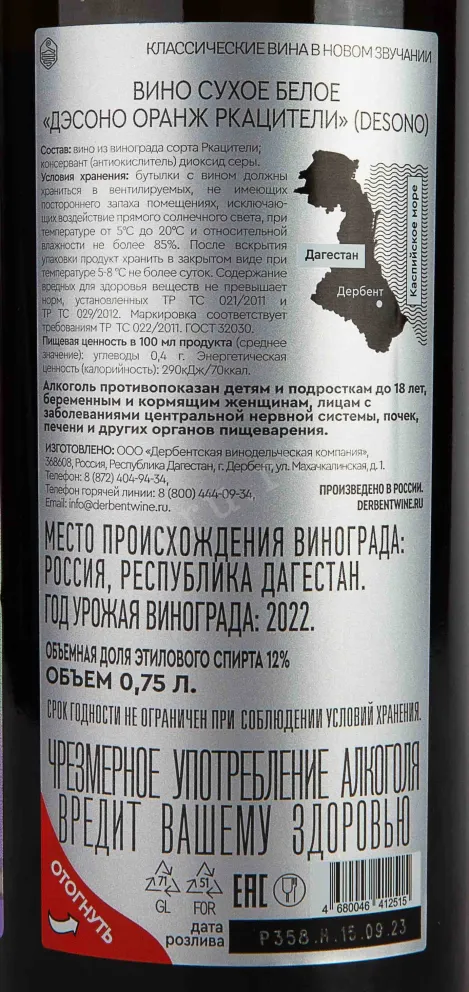 КЛАССИЧЕСКИЕ ВИНА В НОВОМ ЗВУЧАНИИ
ВИНО СУХОЕ БЕЛОЕ
«ДЭСОНО ОРАНЖ РКАЦИТЕЛИ» (DESONO)
Состав: вино из винограда сорта Ркацители;
консервант (антиокислитель) диоксид серы.
Условия хранения: бутылки с вином должны
храниться в вентилируемых, не имеющих
постороннего запаха помещениях, исключаю-
щих воздействие прямого солнечного света, при
температуре от 5°С до 20°С и относительной
влажности не более 85%. После вскрытия
упаковки продукт хранить в закрытом виде при
температуре 5-8 °С не более суток. Содержание
вредных для здоровья веществ не превышает
норм, установленных ТР ТС 021/2011 и
ТР ТС 029/2012. Маркировка соответствует
требованиям ТР ТС 022/2011. ГОСТ 32030.
Пищевая ценность в 100 мл продукта (среднее
значение): углеводы 0,4 г. Энергетическая
ценность (калорийность): 290кДж/70ккал.
Дагестан
Дербент
Каспийское море
Алкоголь противопоказан детям и подросткам до 18 лет,
беременным и кормящим женщинам, лицам с
заболеваниями центральной нервной системы, почек,
печени и других органов пищеварения.
ИЗГОТОВЛЕНО: ООО «Дербентская винодельческая компания»,
368608, Россия, Республика Дагестан, г. Дербент, ул. Махачкалинская, д. 1.
Телефон: 8 (872) 404-94-34,
Телефон горячей линии: 8 (800) 444-09-34,
Email: info@derbentwine.ru
ПРОИЗВЕДЕНО В РОССИИ.
DERBENTWINE.RU
МЕСТО ПРОИСХОЖДЕНИЯ ВИНОГРАДА:
РОССИЯ, РЕСПУБЛИКА ДАГЕСТАН.
ГОД УРОЖАЯ ВИНОГРАДА: 2022.
ОБЪЕМНАЯ ДОЛЯ ЭТИЛОВОГО СПИРТА 12%
ОБЪЕМ 0,75 Л.
СРОК ГОДНОСТИ НЕ ОГРАНИЧЕН ПРИ СОБЛЮДЕНИИ УСЛОВИЙ ХРАНЕНИЯ.
ЧРЕЗМЕРНОЕ УПОТРЕБЛЕНИЕ АЛКОГОЛЯ
ВРЕДИТ ВАШЕМУ ЗДОРОВЬЮ
ОТОГНУТЬ
71
GL
51
FOR
EAC
4 680046 412515
дата
розлива
Р358.Н.15.09.23